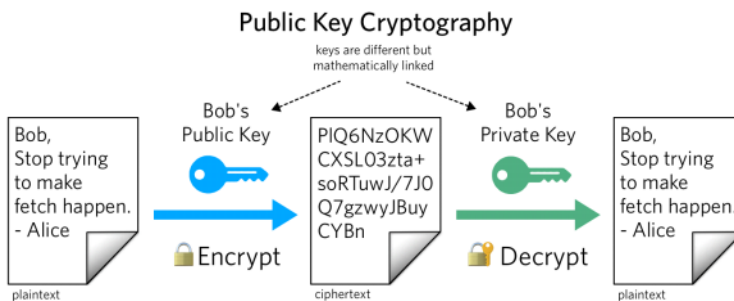 Public Key Cryptography
keys are different but
mathematically linked
Bob's
Public Key
Bob's
Private Key
Bob,
Stop trying
to make
fetch happen.
- Alice
plaintext
Encrypt
PlQ6NzOKW
CXSL03zta+
soRTuwJ/7J0
Q7gzwyJBuy
CYBn
ciphertext
Decrypt
Bob,
Stop trying
to make
fetch happen.
- Alice
plaintext